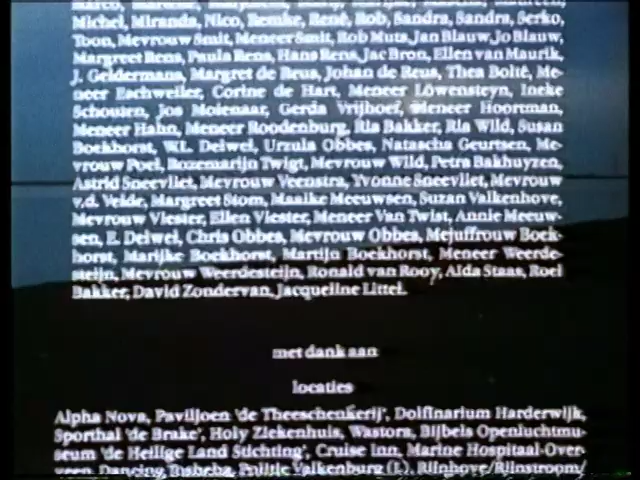 Michel, Miranda, Nico, Remke, René, Rob, Sandra, Sandra, Serko,
Toon, Mevrouw Smit, Meneer Smit, Rob Muts, Jan Blauw, Jo Blauw,
Margreet Rens, Paula Rens, Hans Rens, Jac Bron, Ellen van Maurik,
J. Geldermans, Margret de Reus, Johan de Reus, Thea Bolté, Me-
neer Eschweiler, Corine de Hart, Meneer Löwensteyn, Ineke
Schouten, Jos Molenaar, Gerda Vrijhoef, Meneer Hoortman,
Meneer Hahn, Meneer Roodenburg, Ria Bakker, Ria Wild, Susan
Boekhorst, W.L. Delwel, Urzula Obbes, Natascha Geurtsen, Me-
vrouw Poel, Rozemarijn Twigt, Mevrouw Wild, Petra Bakhuyzen,
Astrid Sneevliet, Mevrouw Veenstra, Yvonne Sneevliet, Mevrouw
v.d. Velde, Margreet Stom, Maaike Meeuwsen, Suzan Valkenhove,
Mevrouw Vlester, Ellen Vlester, Meneer Van Twist, Annie Meeuw-
sen, E. Delwel, Chris Obbes, Mevrouw Obbes, Mejuffrouw Boek-
horst, Marijke Boekhorst, Martijn Boekhorst, Meneer Weerde-
steijn, Mevrouw Weerdesteijn, Ronald van Rooy, Alda Staas, Roel
Bakker, David Zondervan, Jacqueline Littel.
met dank aan
locaties
Alpha Nova, Paviljoen 'de Theeschenkerij', Dolfinarium Harderwijk,
Sporthal 'de Brake', Holy Ziekenhuis, Wastora, Bijbels Openluchtmu-
seum 'de Heilige Land Stichting', Cruise Inn, Marine Hospitaal-Over-
veen, Dancing, Bisheba, Politie Valkenburg (L), Rijnhove/Rijnstroom/